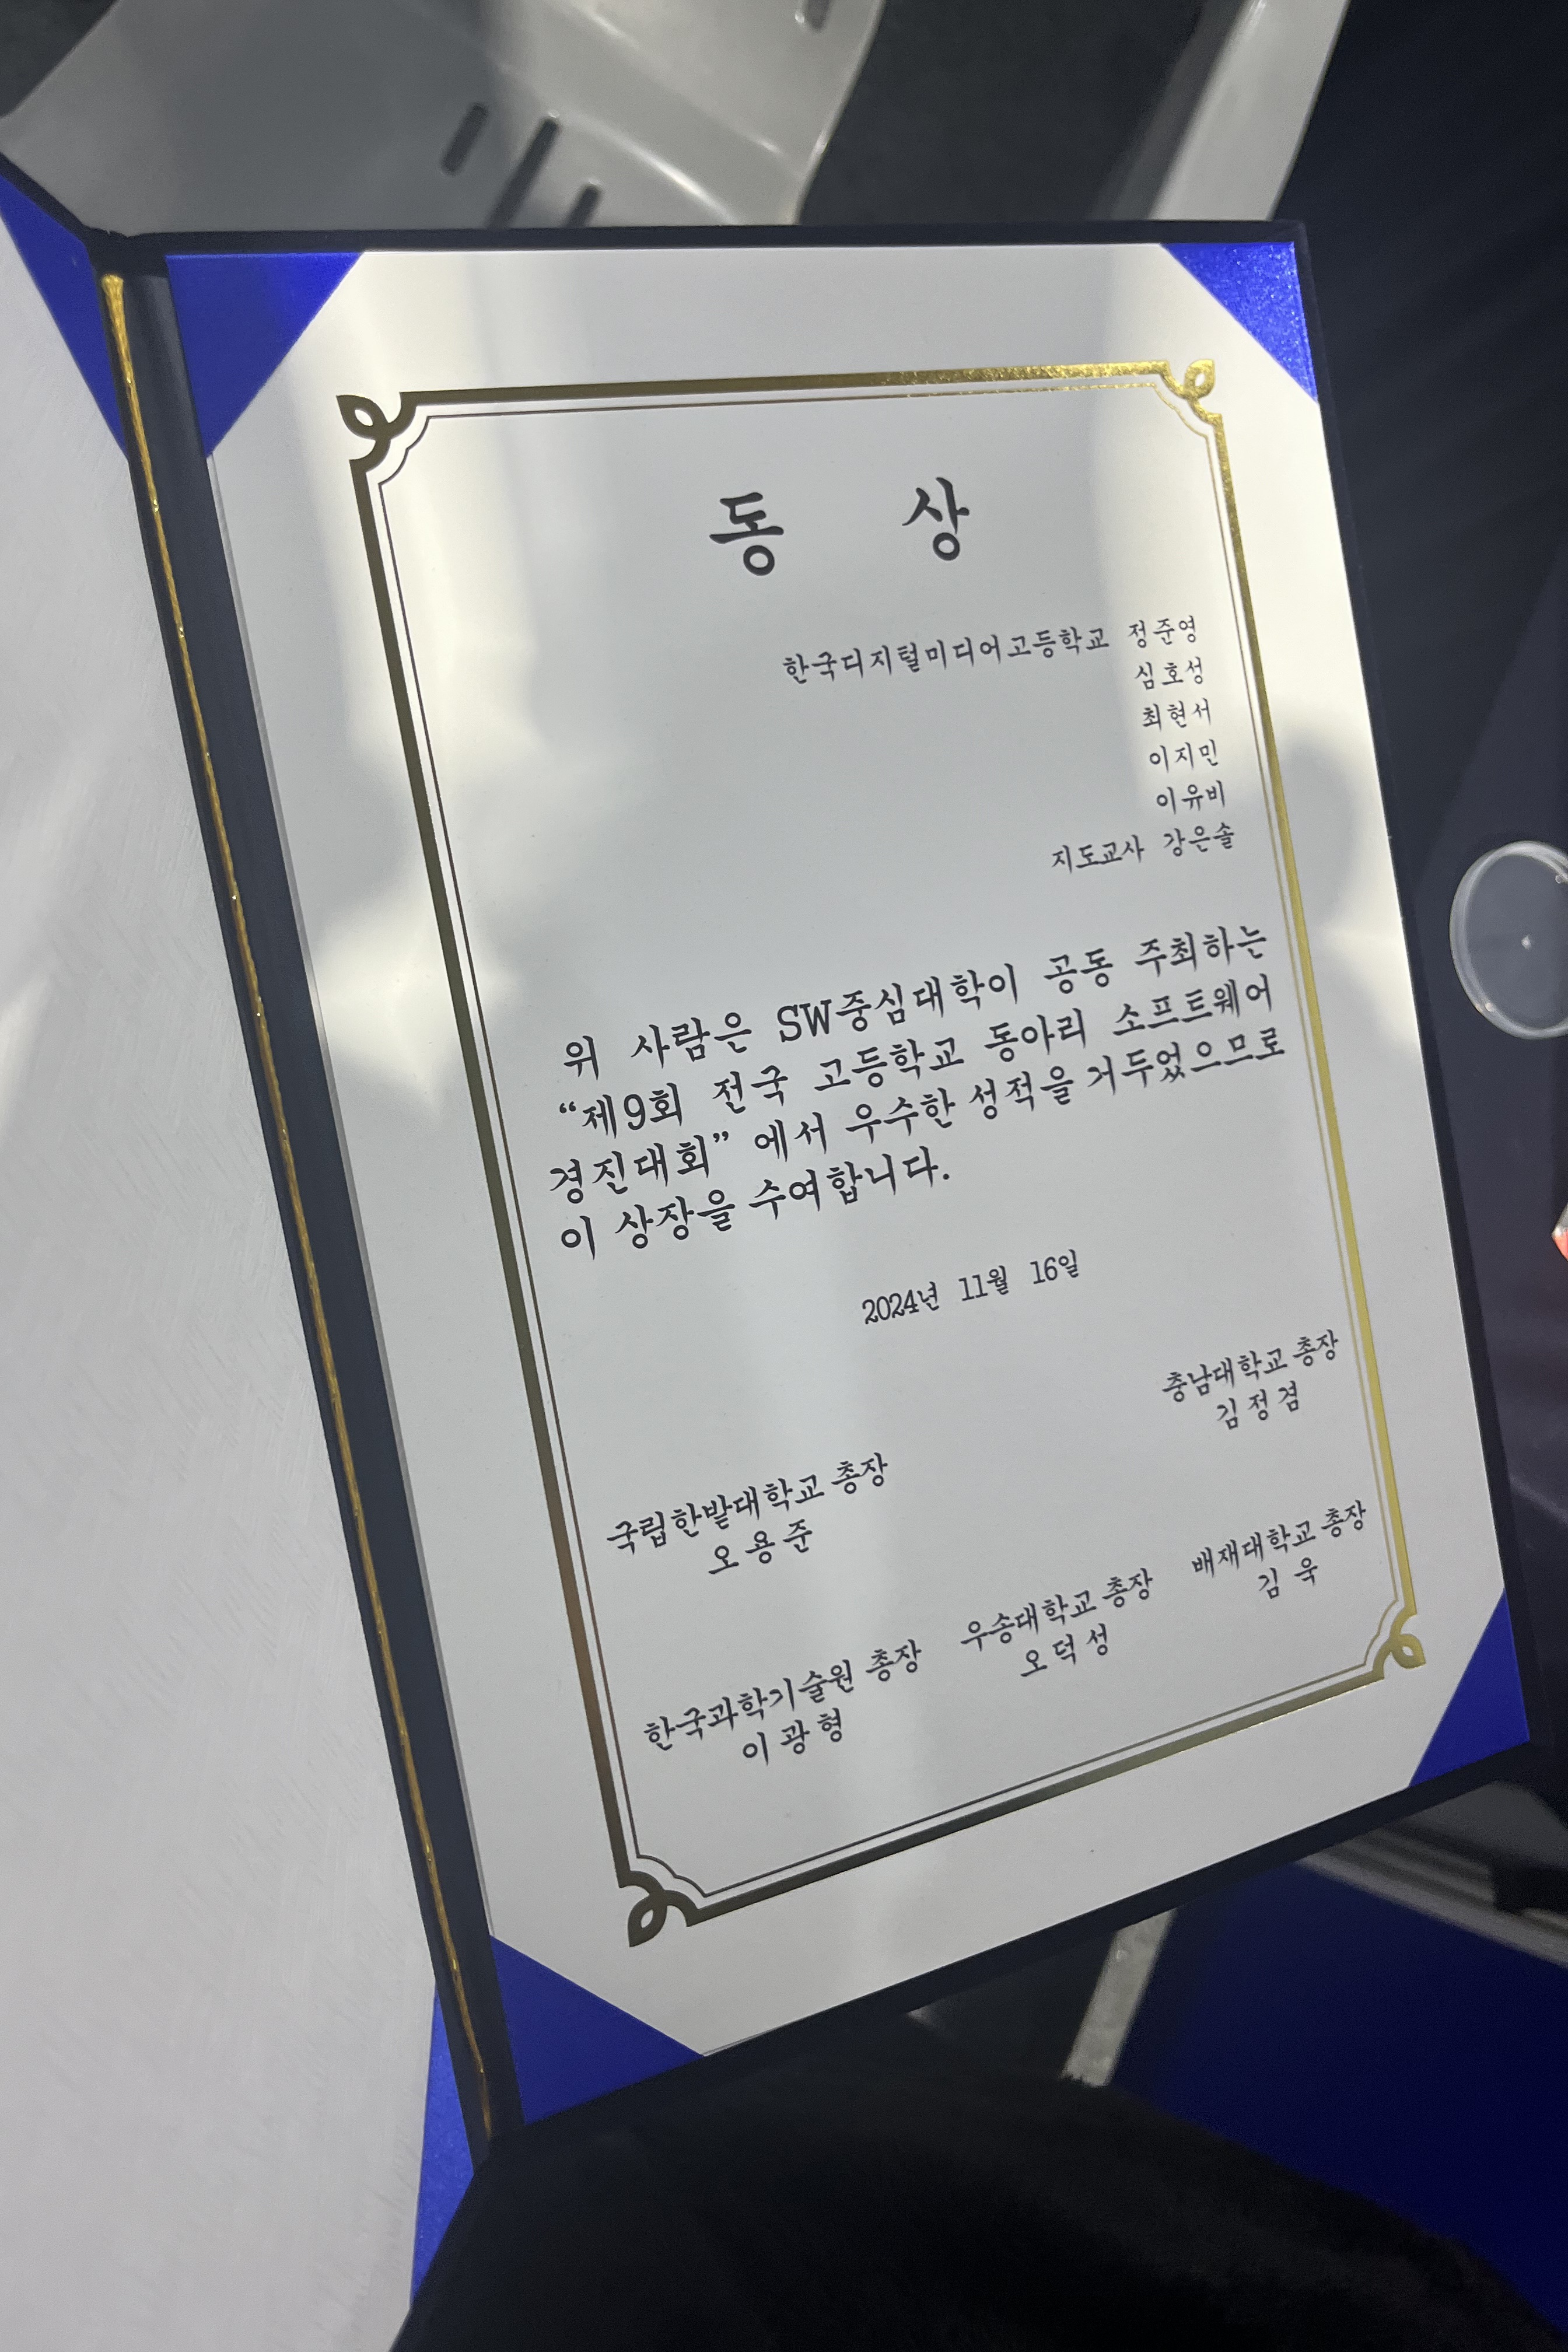 동 상
한국디지털미디어고등학교 정준영
심호성
최현서
이지민
이유비
지도교사 강은솔
위 사람은 SW중심대학이 공동 주최하는
“제9회 전국 고등학교 동아리 소프트웨어
경진대회” 에서 우수한 성적을 거두었으므로
이 상장을 수여합니다.
2024년 11월 16일
충남대학교 총장
김정겸
국립한밭대학교 총장
오용준
배재대학교 총장
김 욱
우송대학교 총장
오덕성
한국과학기술원 총장
이광형